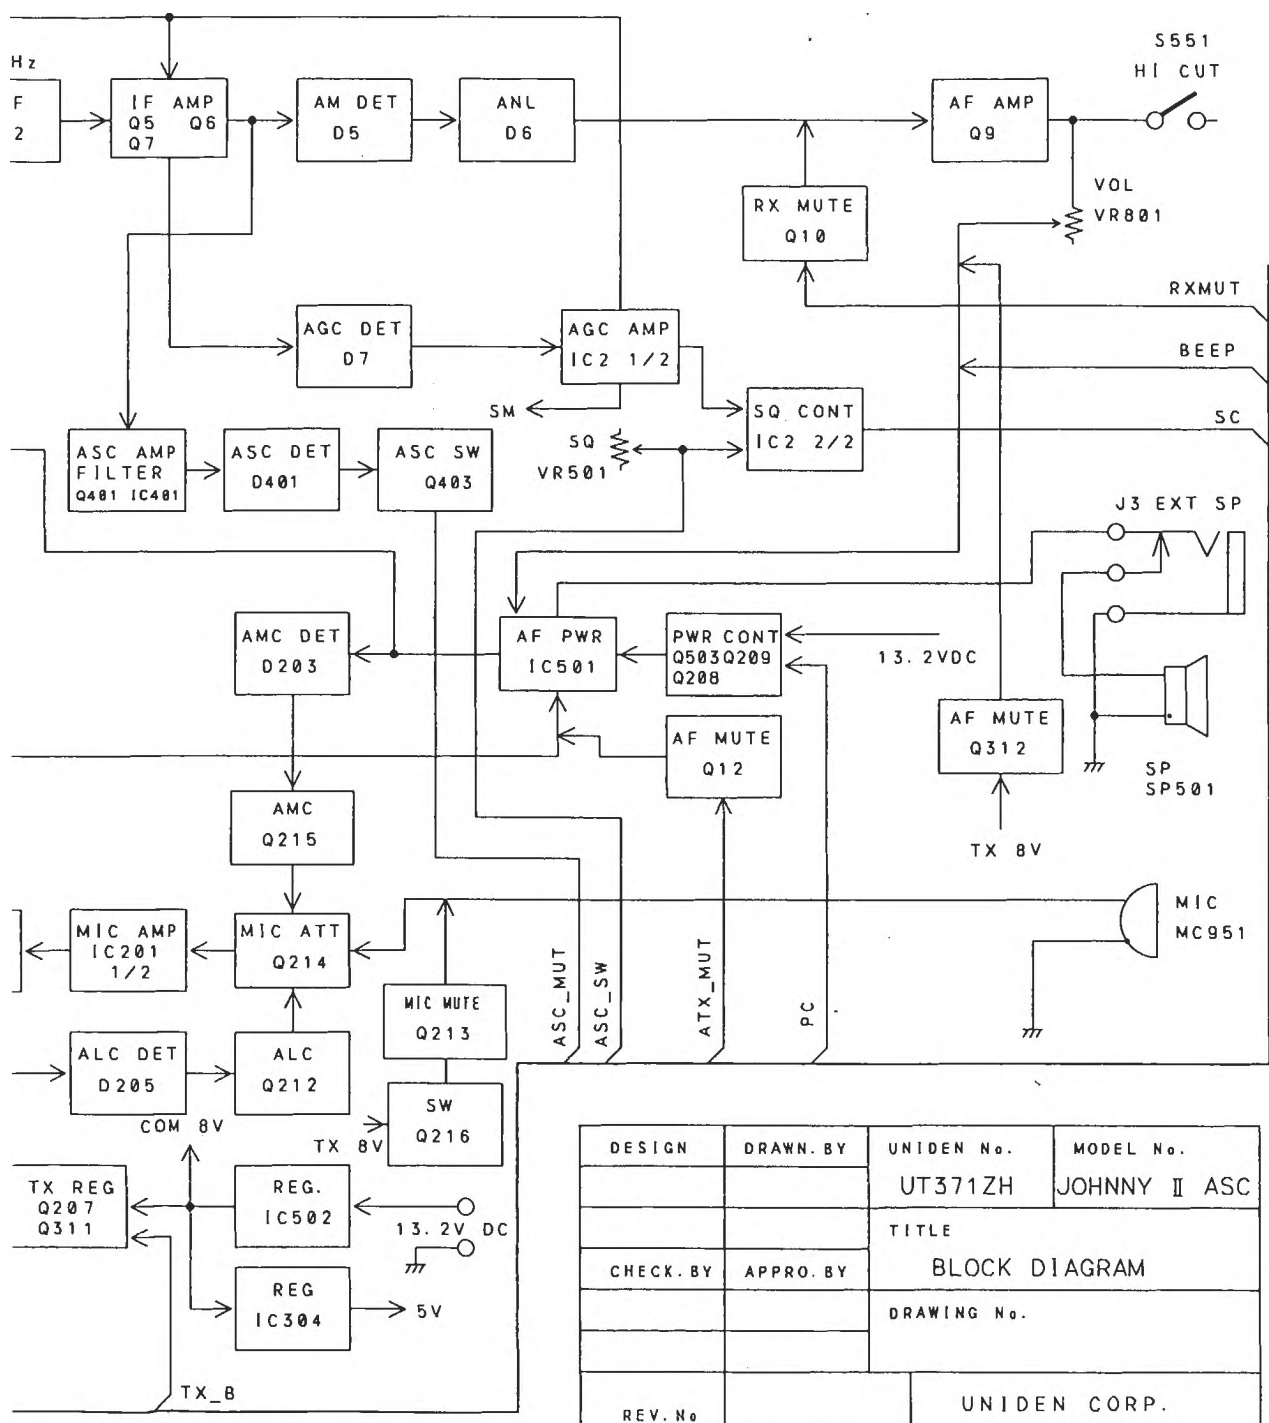 S551
HI CUT
Hz
F
2
IF AMP
Q5 Q6
Q7
AM DET
D5
ANL
D6
AF AMP
Q9
VOL
VR801
RX MUTE
Q10
RXMUT
AGC DET
D7
AGC AMP
IC2 1/2
BEEP
SM
SQ CONT
IC2 2/2
SC
SQ
VR501
ASC AMP
FILTER
Q401 IC401
ASC DET
D401
ASC SW
Q403
J3 EXT SP
AMC DET
D203
AF PWR
IC501
PWR CONT
Q503Q209
Q208
13.2VDC
AF MUTE
Q12
AF MUTE
Q312
SP
SP501
AMC
Q215
TX 8V
MIC AMP
IC201
1/2
MIC ATT
Q214
MIC
MC951
ASC_MUT
ASC_SW
ATX_MUT
PC
MIC MUTE
Q213
ALC DET
D205
ALC
Q212
SW
Q216
COM 8V
TX 8V
TX REG
Q207
Q311
REG.
IC502
13.2V DC
REG
IC304
5V
TX_B
DESIGN
DRAWN.BY
UNIDEN No.
MODEL No.
UT371ZH
JOHNNY II ASC
TITLE
CHECK.BY
APPRO.BY
BLOCK DIAGRAM
DRAWING No.
REV.No
UNIDEN CORP.